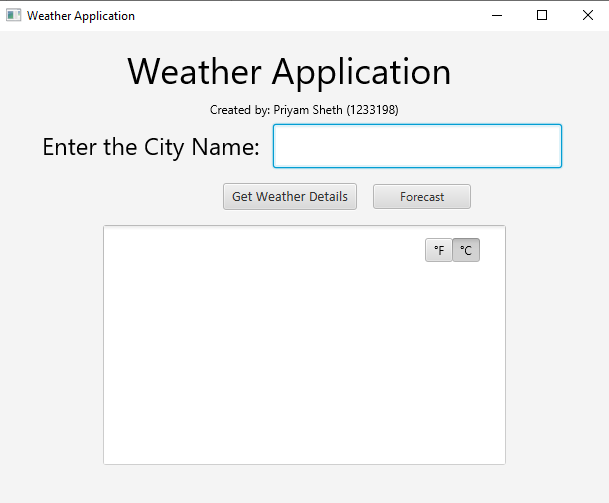 Weather Application
Weather Application
Created by: Priyam Sheth (1233198)
Enter the City Name:
Get Weather Details Forecast
°F °C